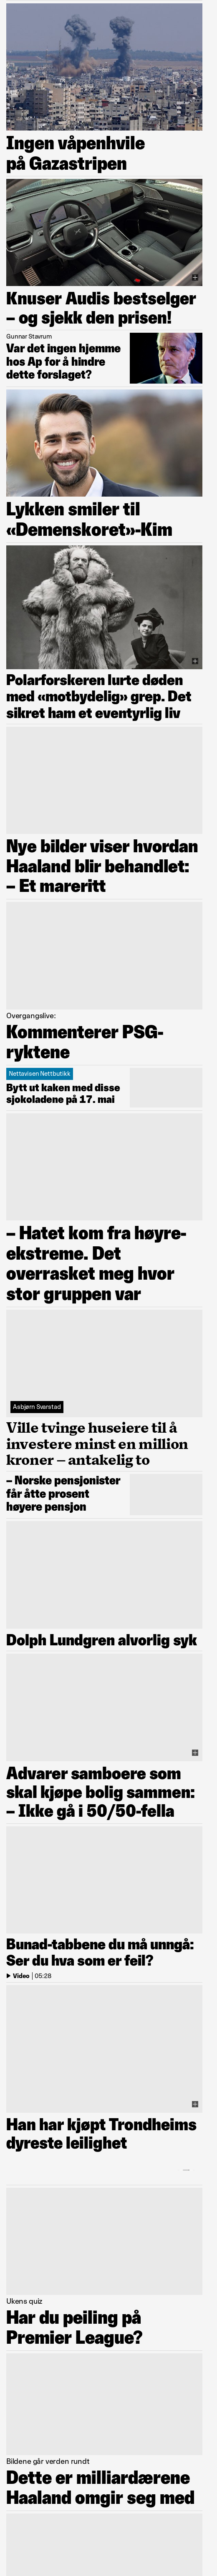 Ingen våpenhvile
på Gazastripen
Knuser Audis bestselger
– og sjekk den prisen!
Gunnar Stavrum
Var det ingen hjemme
hos Ap for å hindre
dette forslaget?
Lykken smiler til
«Demenskoret»-Kim
Polarforskeren lurte døden
med «motbydelig» grep. Det
sikret ham et eventyrlig liv
Nye bilder viser hvordan
Haaland blir behandlet:
– Et mareritt
Overgangslive:
Kommenterer PSG-
ryktene
Nettavisen Nettbutikk
Bytt ut kaken med disse
sjokoladene på 17. mai
– Hatet kom fra høyre-
ekstreme. Det
overrasket meg hvor
stor gruppen var
Asbjørn Svarstad
Ville tvinge huseiere til å
investere minst en million
kroner – antakelig to
– Norske pensjonister
får åtte prosent
høyere pensjon
Dolph Lundgren alvorlig syk
Advarer samboere som
skal kjøpe bolig sammen:
– Ikke gå i 50/50-fella
Bunad-tabbene du må unngå:
Ser du hva som er feil?
Video | 05:28
Han har kjøpt Trondheims
dyreste leilighet
Ukens quiz
Har du peiling på
Premier League?
Bildene går verden rundt
Dette er milliardærene
Haaland omgir seg med